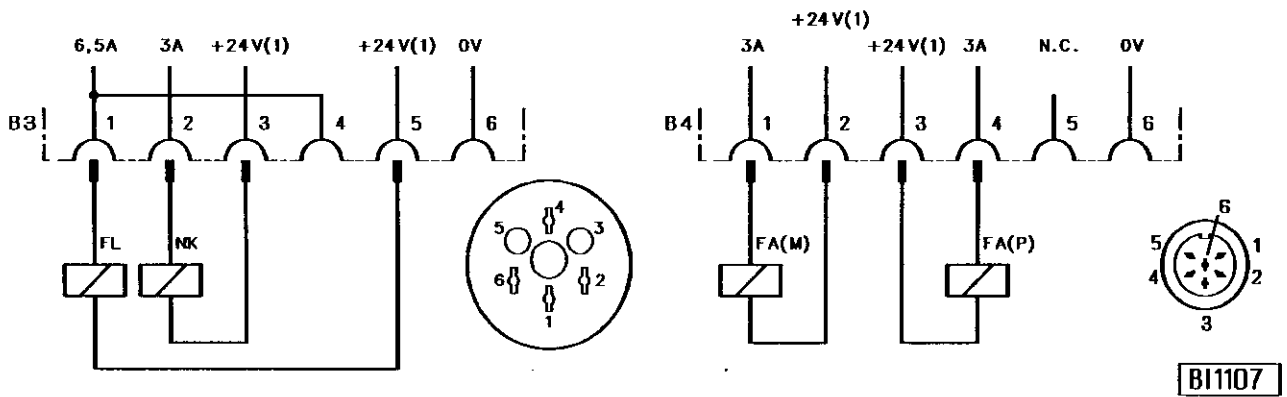 +24V(1)
6,5A 3A +24V(1) +24V(1) 0V 3A +24V(1) 3A N.C. 0V
B3 1 2 3 4 5 6 B4 1 2 3 4 5 6
4
5 3
6 2
1
FL NK FA(M) FA(P)
6
5 1
4 2
3
BI1107